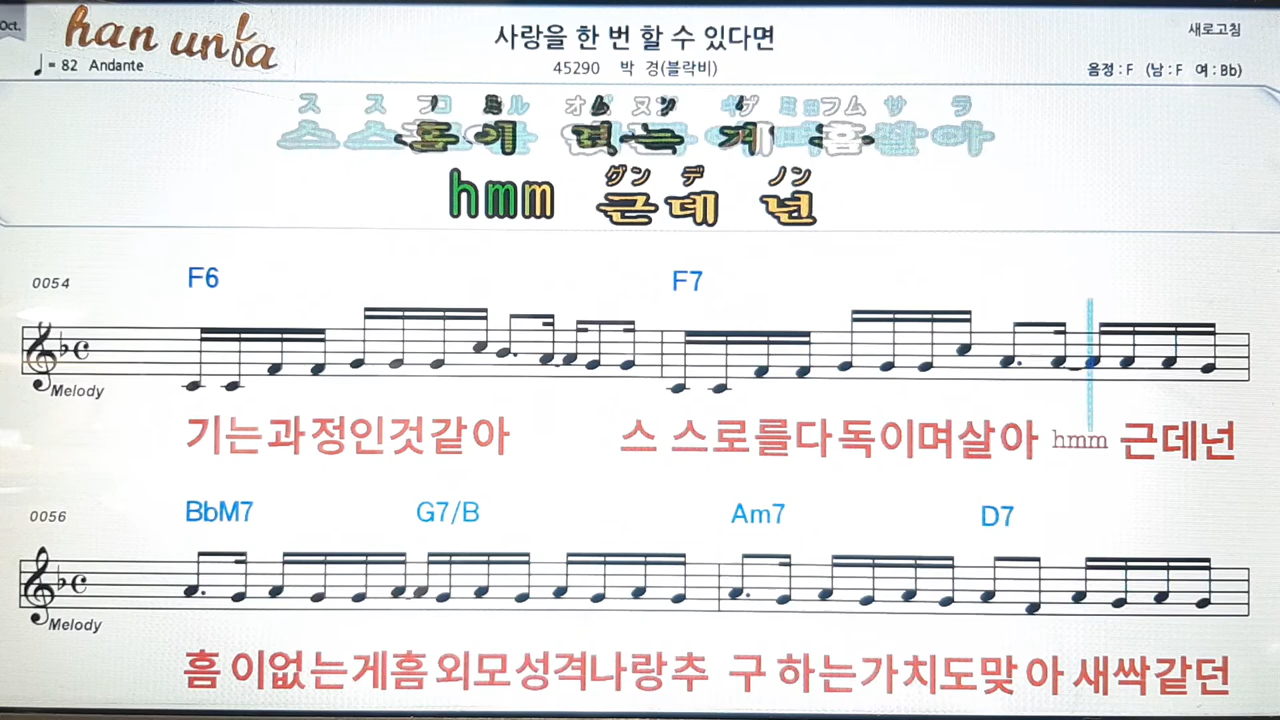 Oct.
han unfa
사랑을 한 번 할 수 있다면
새로고침
♩= 82 Andante
45290 박 경(블락비)
음정 : F (남 : F 여 : Bb)
hmm 근데 넌
グン デ ノン
0054
F6 F7
Melody
기는과정인것같아 스 스로를다독이며살아 hmm 근데넌
0056
BbM7 G7/B Am7 D7
Melody
흠 이없는게흠 외모성격나랑추 구 하는가치도맞 아 새싹같던